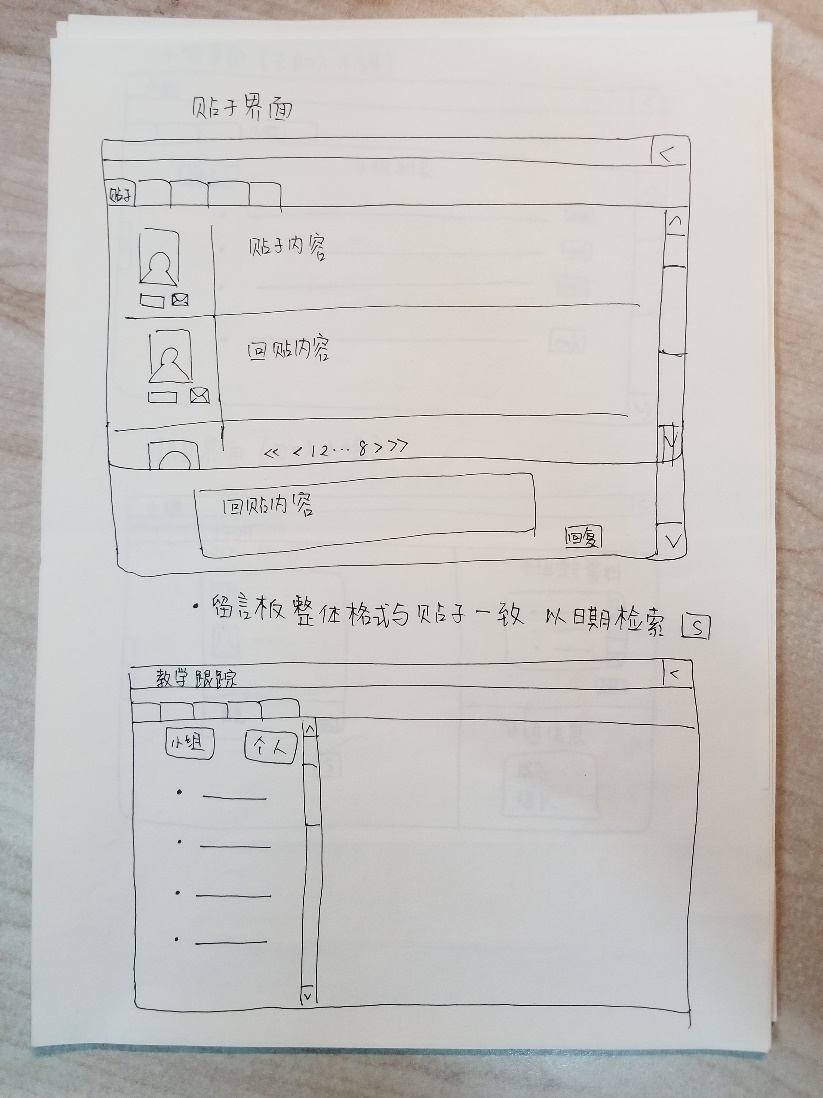 贴子界面
<
贴子
贴子内容
回贴内容
<< < 1 2 ... 8 > >>
回贴内容
回复
• 留言板整体格式与贴子一致 以日期检索 S
教学跟踪
<
小组 个人